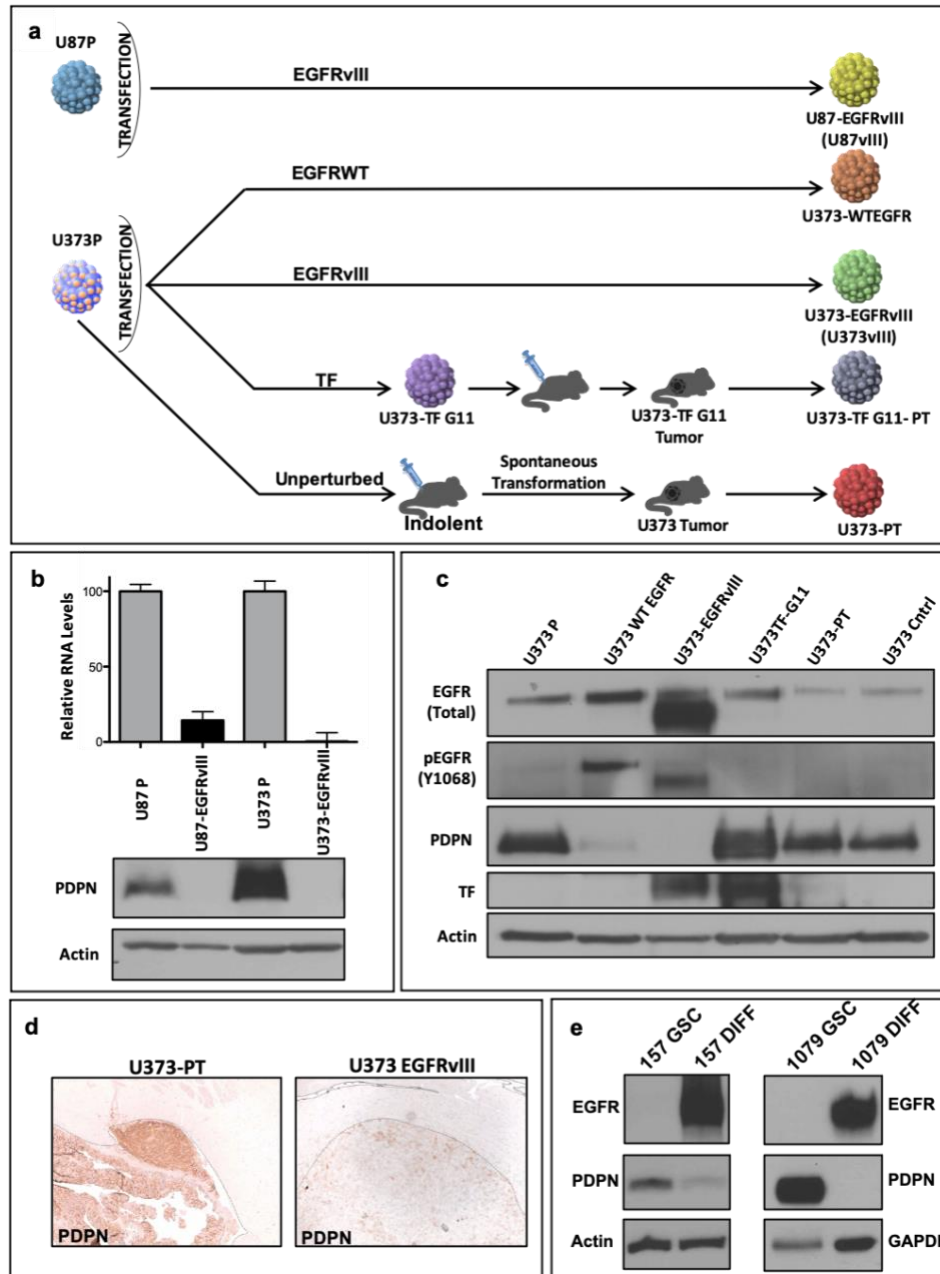 a
U87P
TRANSFECTION
EGFRvIII
U87-EGFRvIII
(U87vIII)
EGFRWT
U373-WTEGFR
U373P
TRANSFECTION
EGFRvIII
U373-EGFRvIII
(U373vIII)
TF
U373-TF G11
U373-TF G11
Tumor
U373-TF G11- PT
Unperturbed
Indolent
Spontaneous
Transformation
U373 Tumor
U373-PT
b
Relative RNA Levels
100
50
0
U87 P
U87-EGFRvIII
U373 P
U373-EGFRvIII
PDPN
Actin
c
U373 P
U373 WT EGFR
U373-EGFRvIII
U373TF-G11
U373-PT
U373 Cntrl
EGFR
(Total)
pEGFR
(Y1068)
PDPN
TF
Actin
d
U373-PT
U373 EGFRvIII
PDPN
PDPN
e
157 GSC
157 DIFF
1079 GSC
1079 DIFF
EGFR
EGFR
PDPN
PDPN
Actin